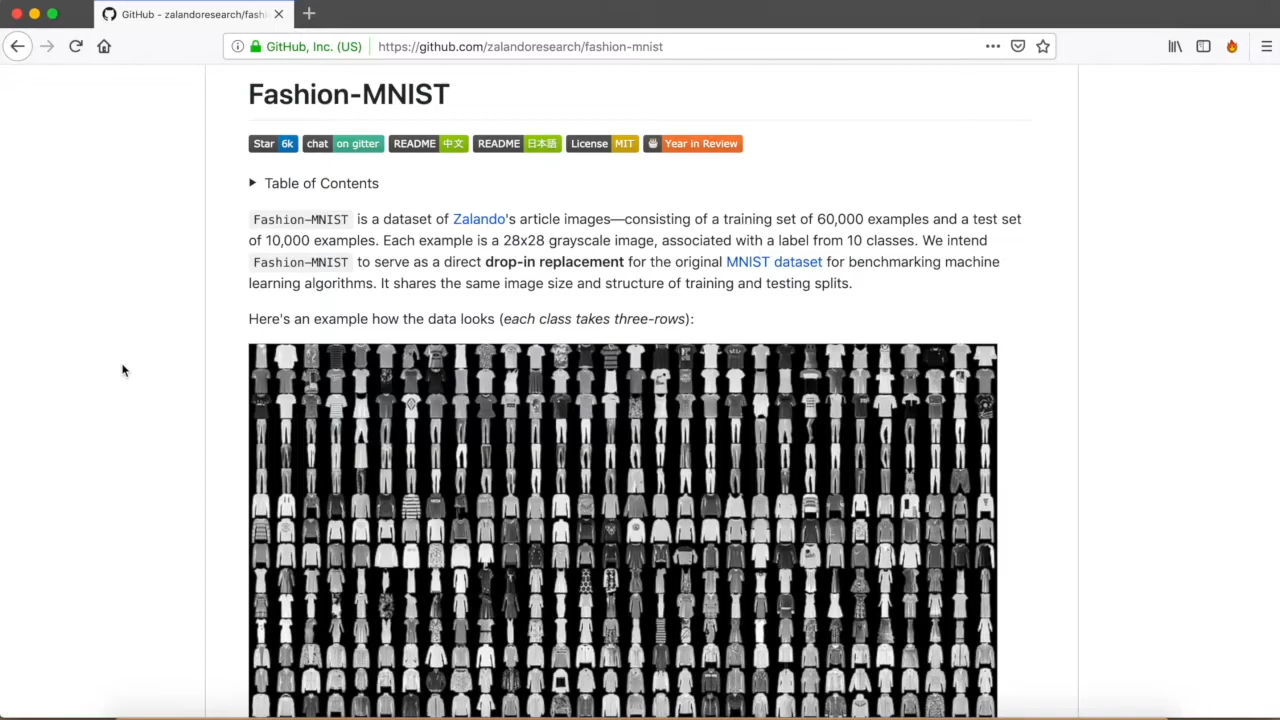 GitHub - zalandoresearch/fashi
GitHub, Inc. (US) https://github.com/zalandoresearch/fashion-mnist
Fashion-MNIST
Star 6k chat on gitter README 中文 README 日本語 License MIT Year in Review
Table of Contents
Fashion-MNIST is a dataset of Zalando's article images—consisting of a training set of 60,000 examples and a test set
of 10,000 examples. Each example is a 28x28 grayscale image, associated with a label from 10 classes. We intend
Fashion-MNIST to serve as a direct drop-in replacement for the original MNIST dataset for benchmarking machine
learning algorithms. It shares the same image size and structure of training and testing splits.
Here's an example how the data looks (each class takes three-rows):